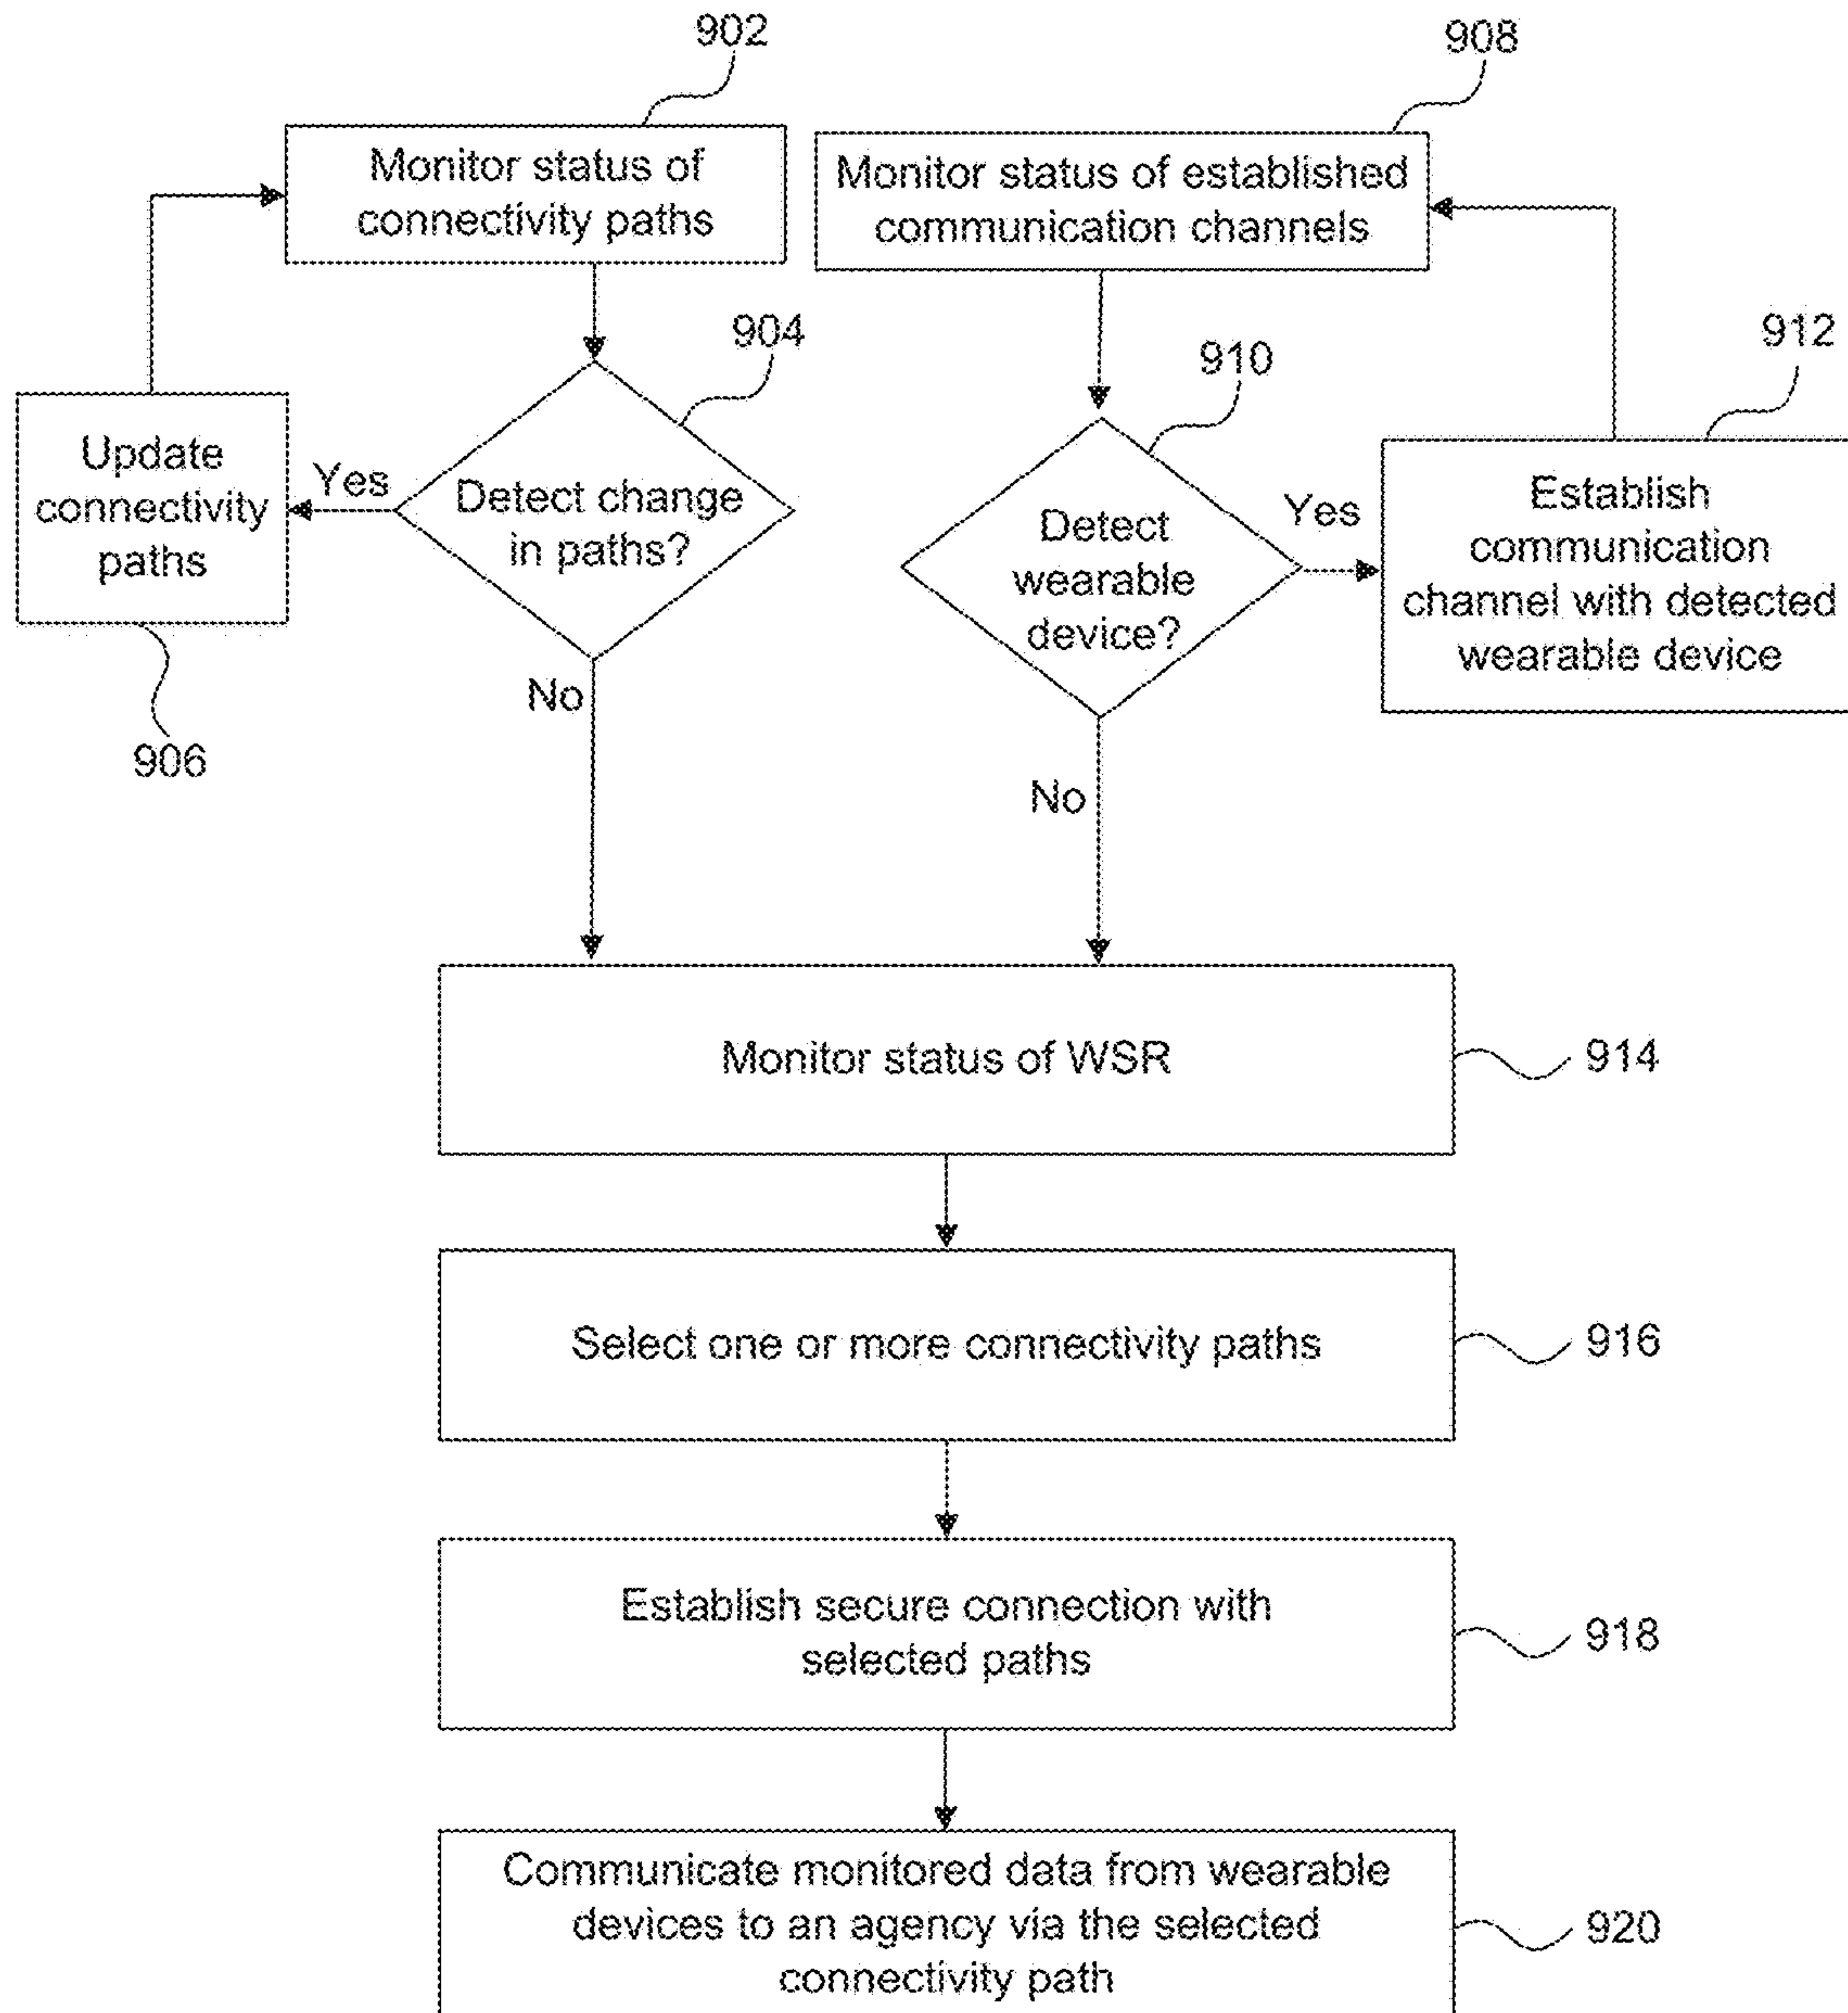 902
Monitor status of
connectivity paths
904
Detect change
in paths?
Yes
Update
connectivity
paths
906
No
908
Monitor status of established
communication channels
910
Detect
wearable
device?
Yes
912
Establish
communication
channel with detected
wearable device
No
Monitor status of WSR
914
Select one or more connectivity paths
916
Establish secure connection with
selected paths
918
Communicate monitored data from wearable
devices to an agency via the selected
connectivity path
920